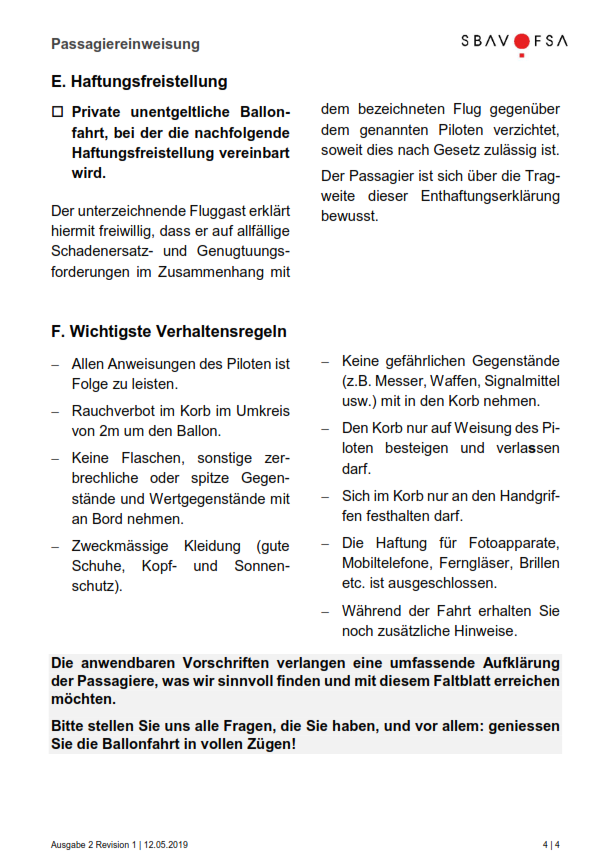 Passagiereinweisung
SBAV FSA
E. Haftungsfreistellung
☐ Private unentgeltliche Ballon-
fahrt, bei der die nachfolgende
Haftungsfreistellung vereinbart
wird.
Der unterzeichnende Fluggast erklärt
hiermit freiwillig, dass er auf allfällige
Schadenersatz- und Genugtuungs-
forderungen im Zusammenhang mit
dem bezeichneten Flug gegenüber
dem genannten Piloten verzichtet,
soweit dies nach Gesetz zulässig ist.
Der Passagier ist sich über die Trag-
weite dieser Enthaftungserklärung
bewusst.
F. Wichtigste Verhaltensregeln
– Allen Anweisungen des Piloten ist
Folge zu leisten.
– Rauchverbot im Korb im Umkreis
von 2m um den Ballon.
– Keine Flaschen, sonstige zer-
brechliche oder spitze Gegen-
stände und Wertgegenstände mit
an Bord nehmen.
– Zweckmässige Kleidung (gute
Schuhe, Kopf- und Sonnen-
schutz).
– Keine gefährlichen Gegenstände
(z.B. Messer, Waffen, Signalmittel
usw.) mit in den Korb nehmen.
– Den Korb nur auf Weisung des Pi-
loten besteigen und verlassen
darf.
– Sich im Korb nur an den Handgrif-
fen festhalten darf.
– Die Haftung für Fotoapparate,
Mobiltelefone, Ferngläser, Brillen
etc. ist ausgeschlossen.
– Während der Fahrt erhalten Sie
noch zusätzliche Hinweise.
Die anwendbaren Vorschriften verlangen eine umfassende Aufklärung
der Passagiere, was wir sinnvoll finden und mit diesem Faltblatt erreichen
möchten.
Bitte stellen Sie uns alle Fragen, die Sie haben, und vor allem: geniessen
Sie die Ballonfahrt in vollen Zügen!
Ausgabe 2 Revision 1 | 12.05.2019
4 | 4